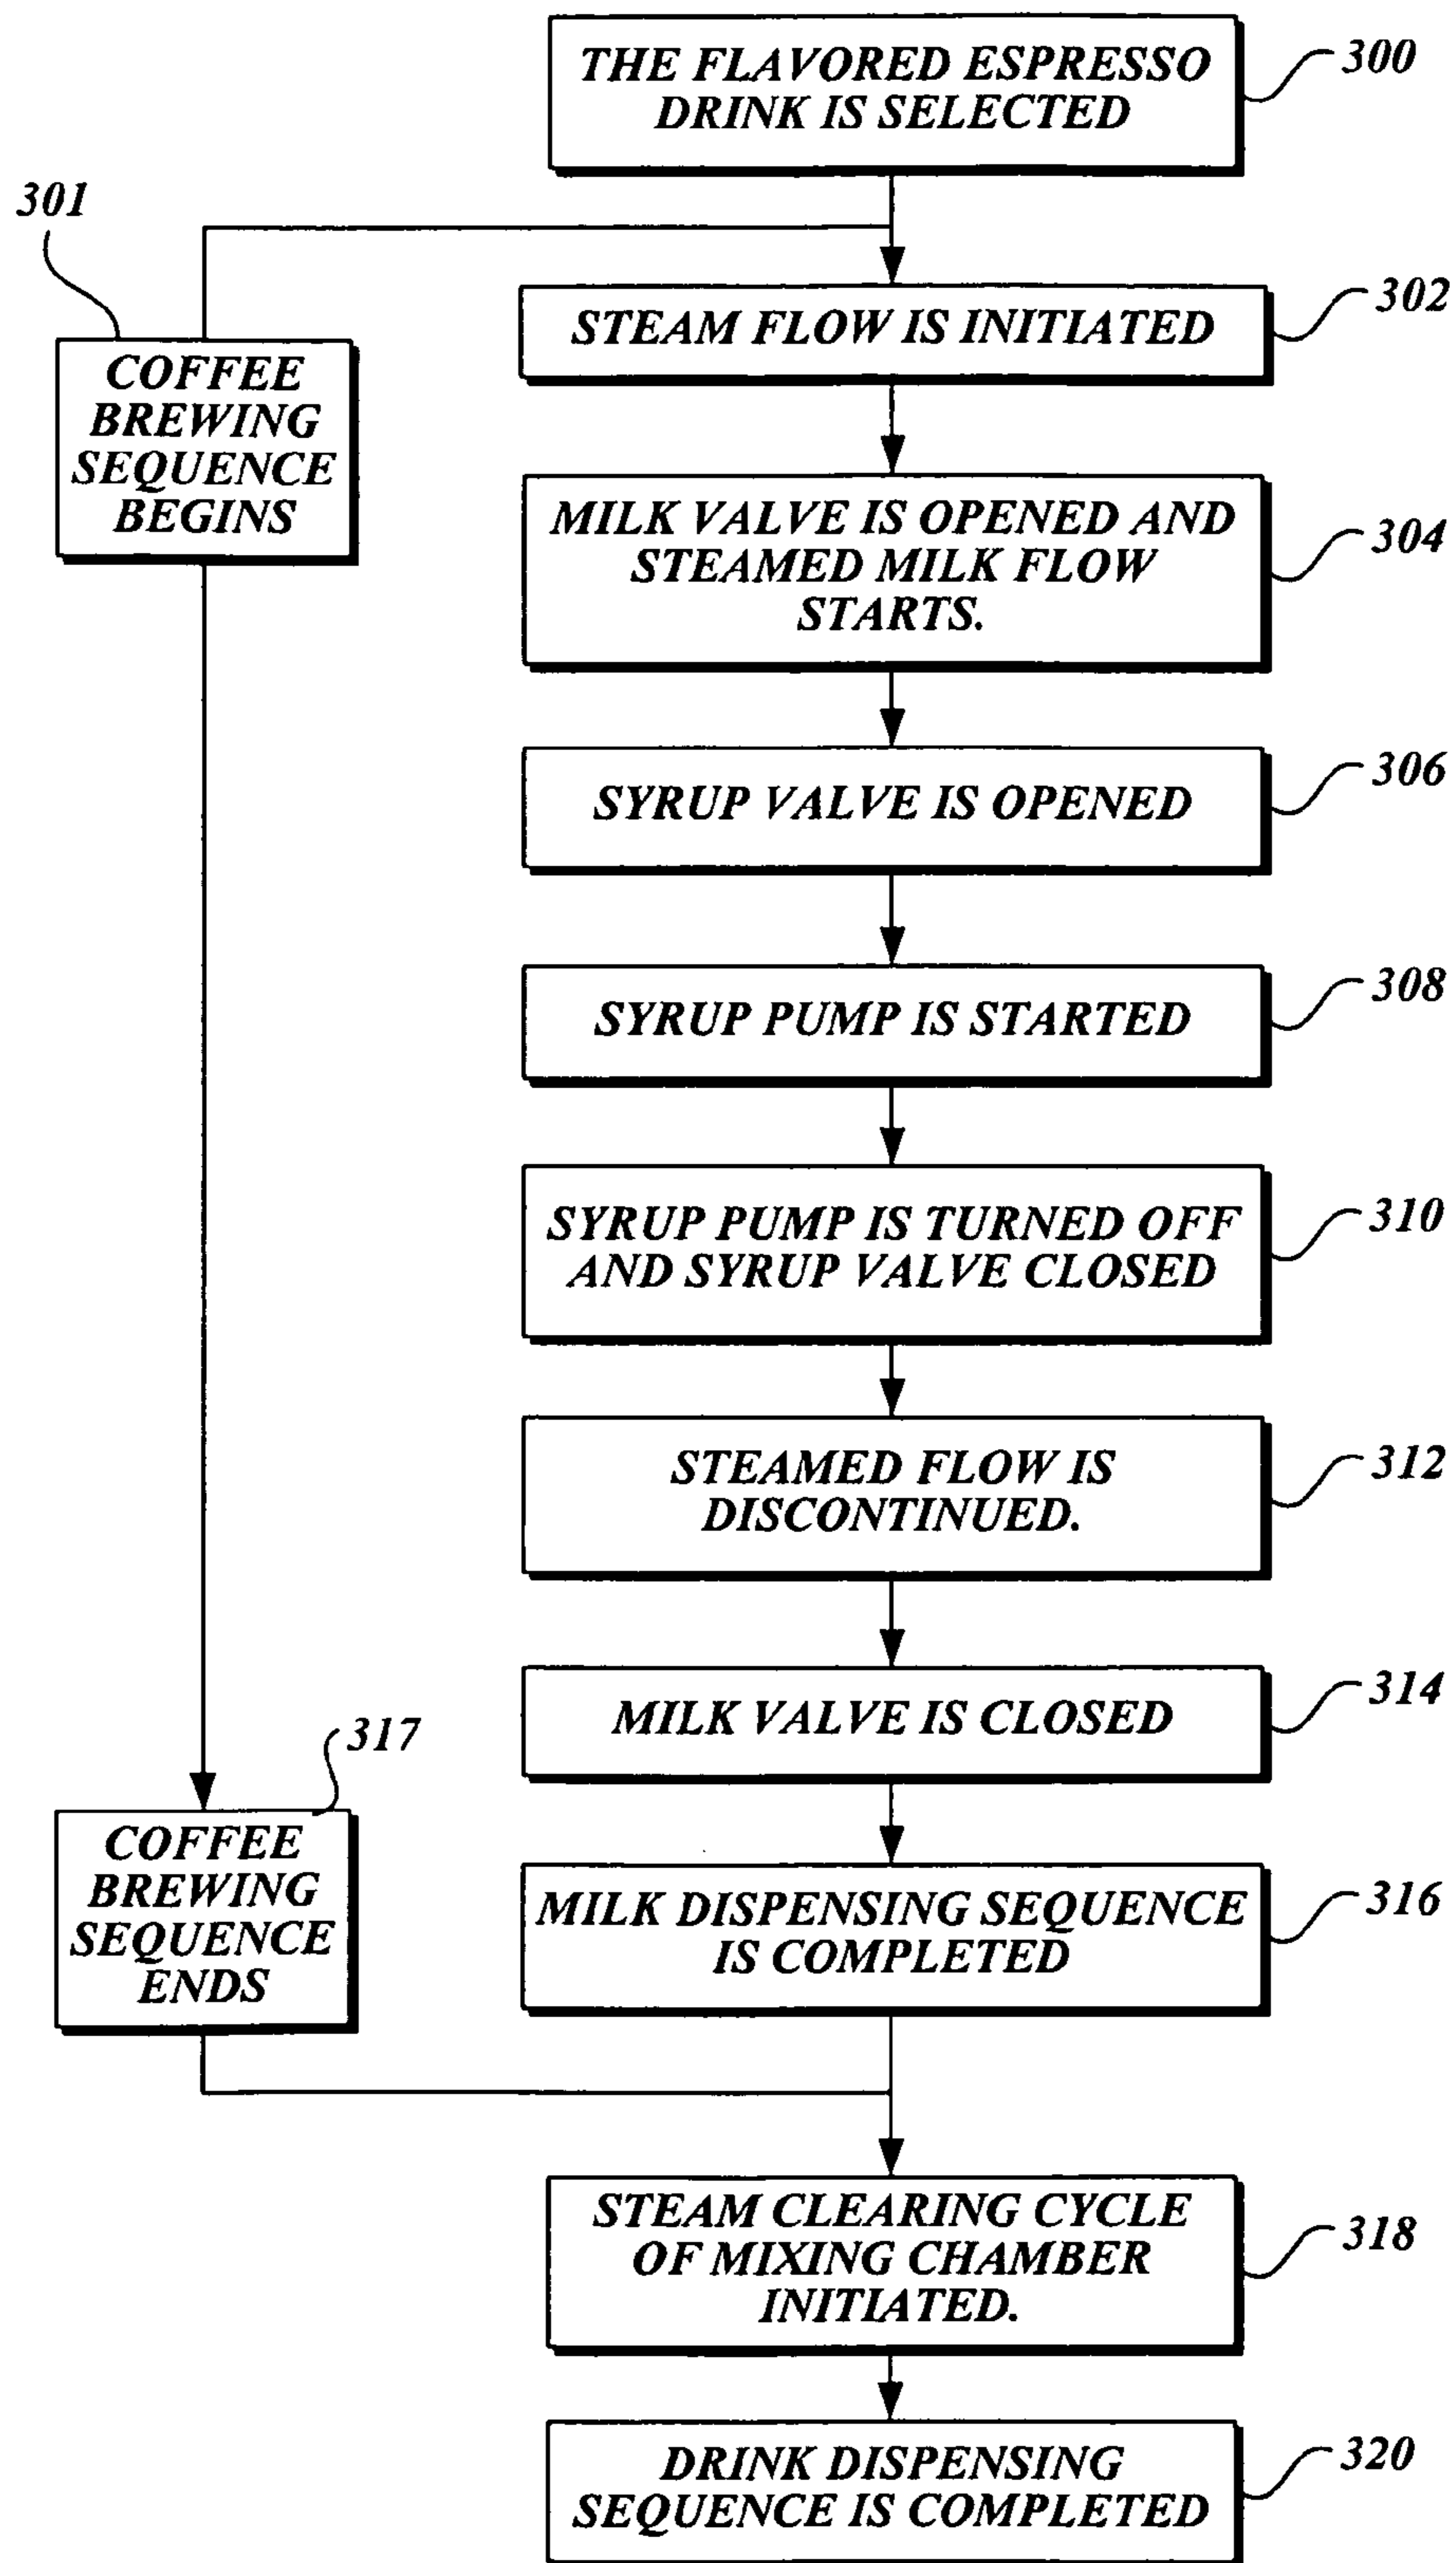 THE FLAVORED ESPRESSO
DRINK IS SELECTED
300
301
STEAM FLOW IS INITIATED
302
COFFEE
BREWING
SEQUENCE
BEGINS
MILK VALVE IS OPENED AND
STEAMED MILK FLOW
STARTS.
304
SYRUP VALVE IS OPENED
306
SYRUP PUMP IS STARTED
308
SYRUP PUMP IS TURNED OFF
AND SYRUP VALVE CLOSED
310
STEAMED FLOW IS
DISCONTINUED.
312
MILK VALVE IS CLOSED
314
317
COFFEE
BREWING
SEQUENCE
ENDS
MILK DISPENSING SEQUENCE
IS COMPLETED
316
STEAM CLEARING CYCLE
OF MIXING CHAMBER
INITIATED.
318
DRINK DISPENSING
SEQUENCE IS COMPLETED
320